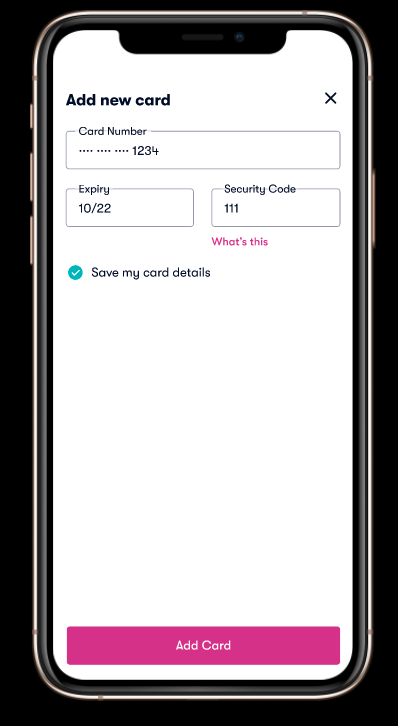 Add new card
Card Number
···· ···· ···· 1234
Expiry
Security Code
10/22
111
What's this
Save my card details
Add Card